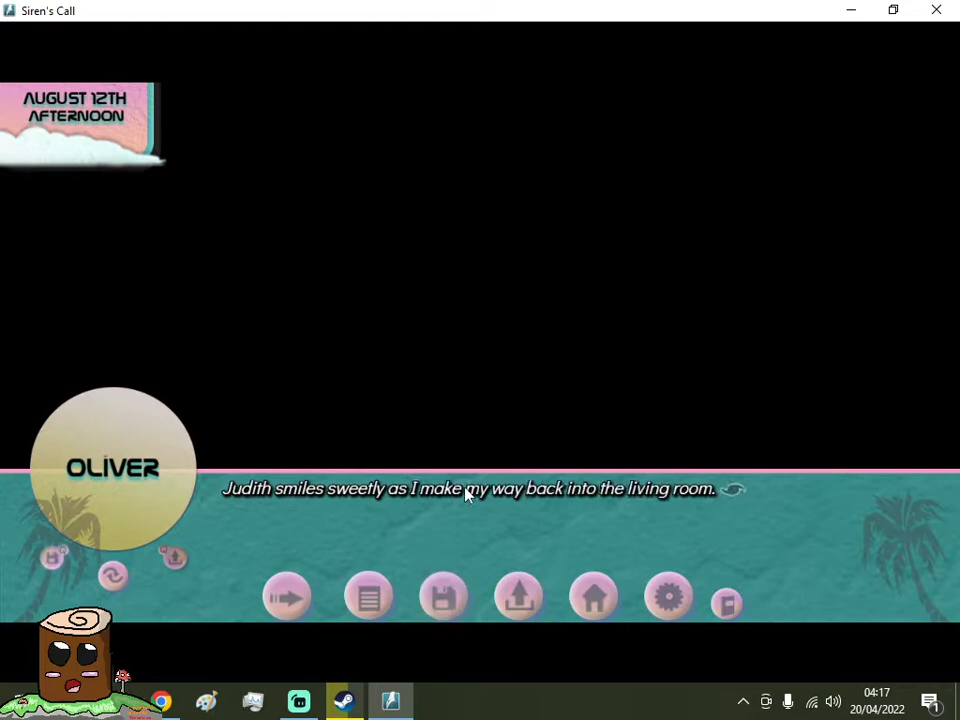 Siren's Call
AUGUST 12TH
AFTERNOON
OLIVER
Judith smiles sweetly as I make my way back into the living room.
04:17
20/04/2022